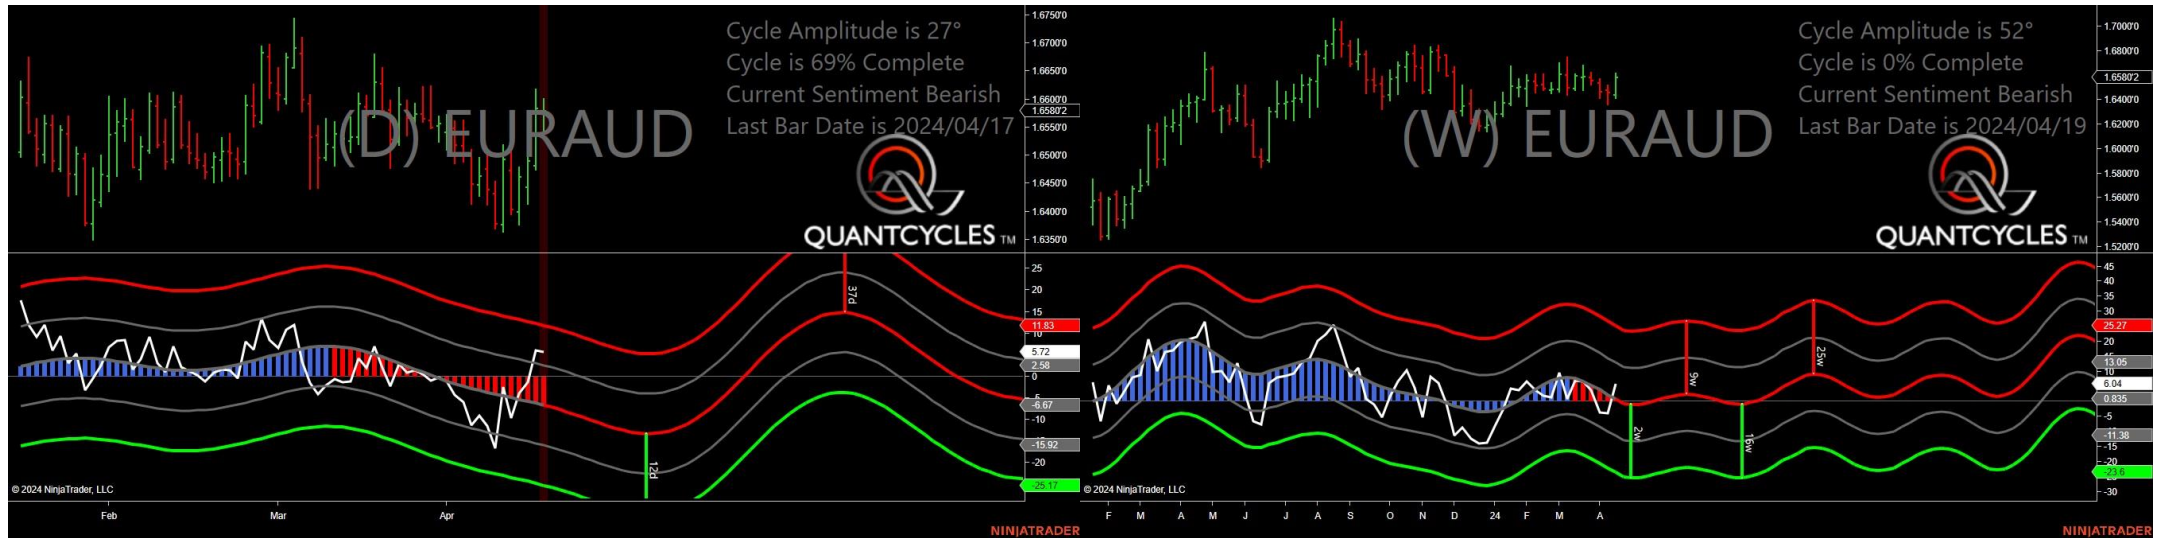 Cycle Amplitude is 27°
Cycle is 69% Complete
Current Sentiment Bearish
Last Bar Date is 2024/04/17
(D) EURAUD
QUANTCYCLES TM
1.6750'0
1.6700'0
1.6650'0
1.6600'0
1.6580'2
1.6550'0
1.6500'0
1.6450'0
1.6400'0
1.6350'0
25
20
15
11.83
10
5.72
2.58
0
-6.67
-10
-15.92
-20
-25.17
37d
12d
© 2024 NinjaTrader, LLC
Feb Mar Apr
NINJATRADER
Cycle Amplitude is 52°
Cycle is 0% Complete
Current Sentiment Bearish
Last Bar Date is 2024/04/19
(W) EURAUD
QUANTCYCLES TM
1.7000'0
1.6800'0
1.6580'2
1.6400'0
1.6200'0
1.6000'0
1.5800'0
1.5600'0
1.5400'0
1.5200'0
45
40
35
30
25.27
20
13.05
10
6.04
0.835
-5
-11.38
-15
-20
-23.6
-30
9w
25w
2w
16w
© 2024 NinjaTrader, LLC
F M A M J J A S O N D 24 F M A
NINJATRADER